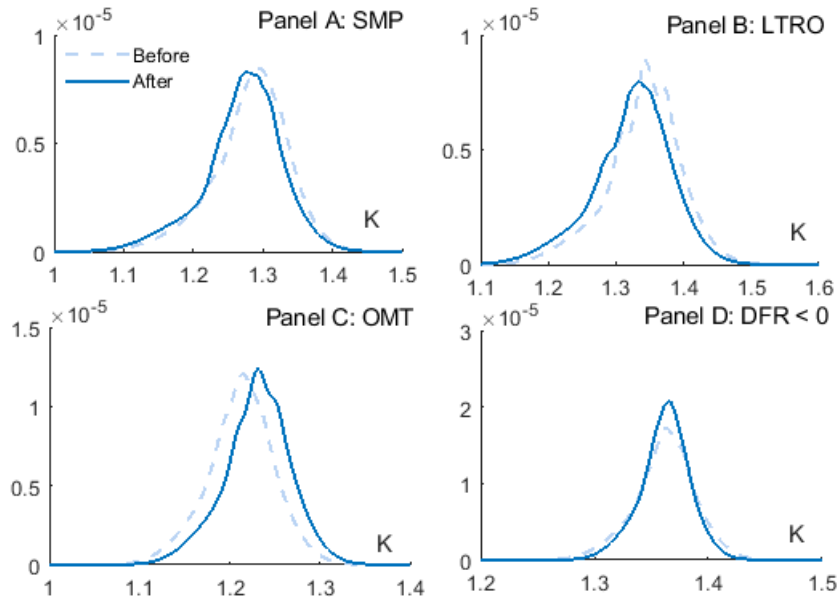 ×10⁻⁵ Panel A: SMP
1
Before
After
0.5
K
0
1 1.1 1.2 1.3 1.4 1.5
×10⁻⁵ Panel B: LTRO
1
0.5
K
0
1.1 1.2 1.3 1.4 1.5 1.6
×10⁻⁵ Panel C: OMT
1.5
1
0.5
K
0
1 1.1 1.2 1.3 1.4
×10⁻⁵ Panel D: DFR < 0
3
2
1
K
0
1.2 1.3 1.4 1.5